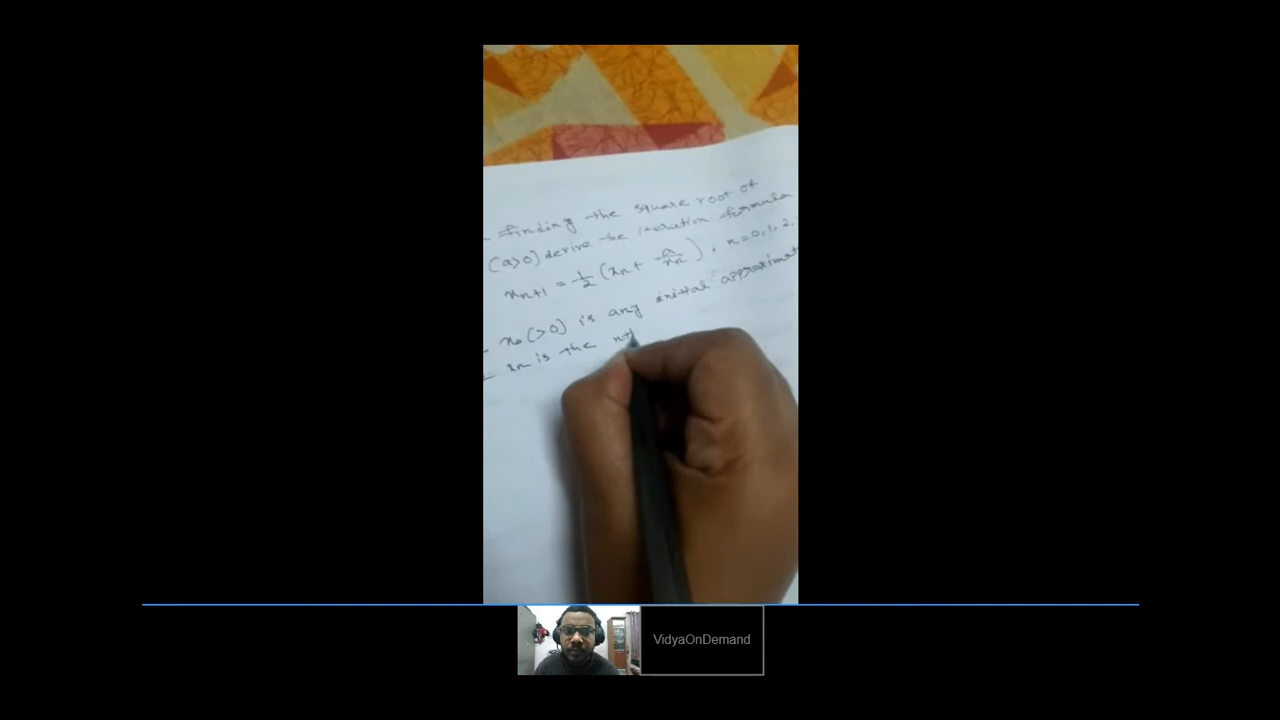 finding the square root of
(a>0) derive the iteration formula
xn+1 = 1/2 (xn + a/xn), n=0,1,2,
x0 (>0) is any initial approximat
xn is the nth
VidyaOnDemand